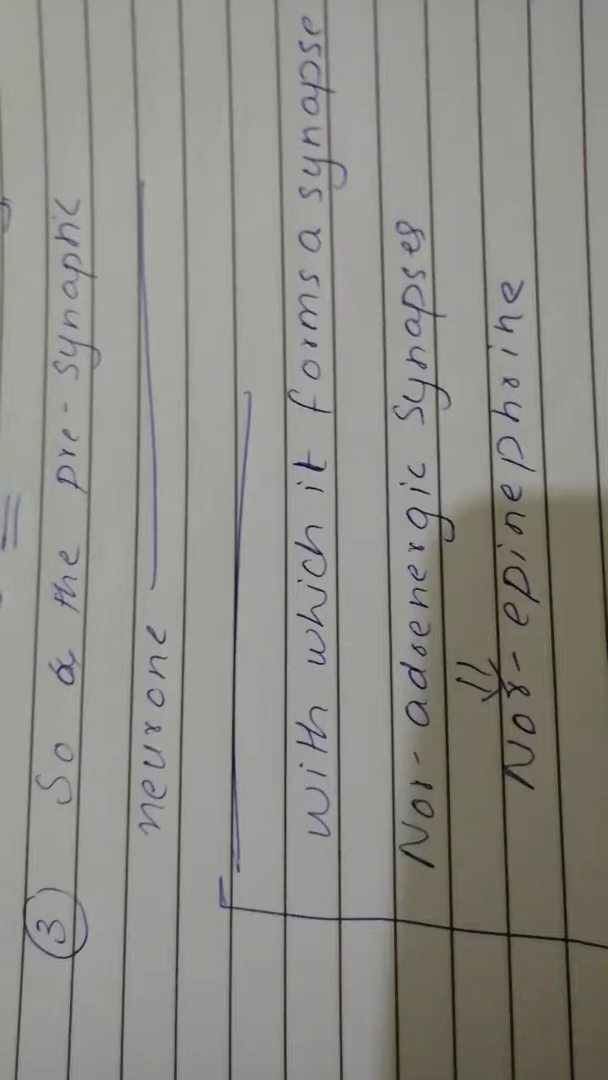 ③ So the pre-synaptic
neurone
with which it forms a synapse
Nor-adrenergic Synapses
Nor-epinephrine